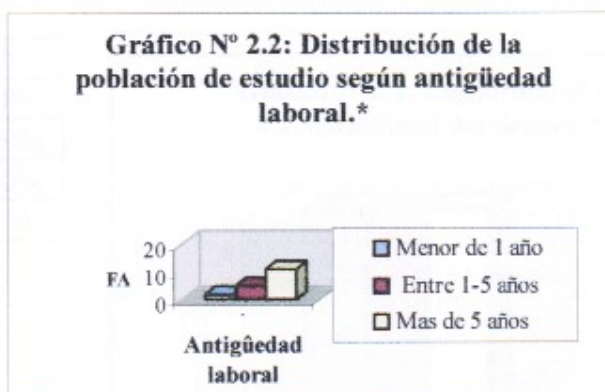 Gráfico Nº 2.2: Distribución de la
población de estudio según antigüedad
laboral.*
20
10
0
FA
Antigûedad
laboral
Menor de 1 año
Entre 1-5 años
Mas de 5 años